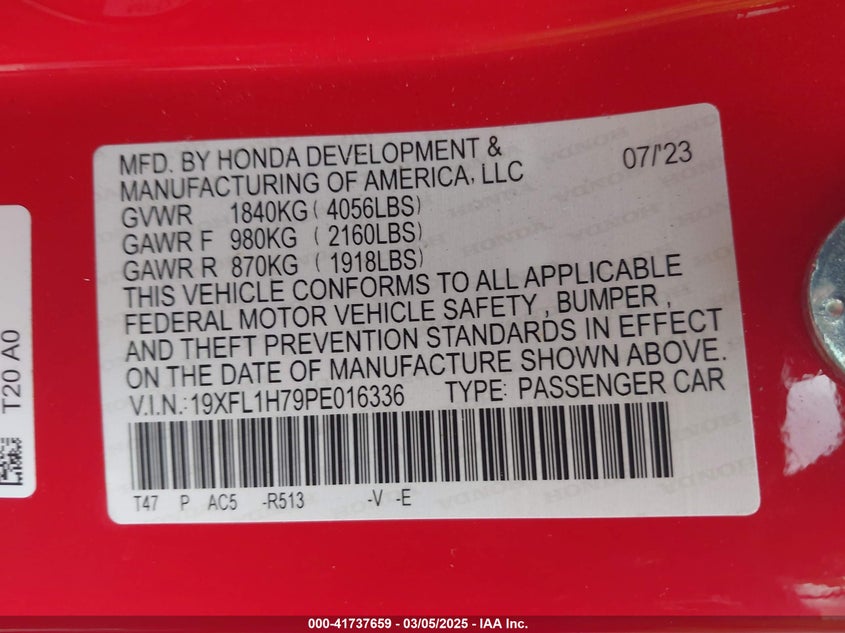 MFD. BY HONDA DEVELOPMENT &
MANUFACTURING OF AMERICA, LLC
07/'23
GVWR 1840KG ( 4056LBS)
GAWR F 980KG ( 2160LBS)
GAWR R 870KG ( 1918LBS)
THIS VEHICLE CONFORMS TO ALL APPLICABLE
FEDERAL MOTOR VEHICLE SAFETY , BUMPER ,
AND THEFT PREVENTION STANDARDS IN EFFECT
ON THE DATE OF MANUFACTURE SHOWN ABOVE.
V.I.N.:19XFL1H79PE016336 TYPE: PASSENGER CAR
T47 P AC5 -R513 -V -E
T20 A0
000-41737659 - 03/05/2025 - IAA Inc.